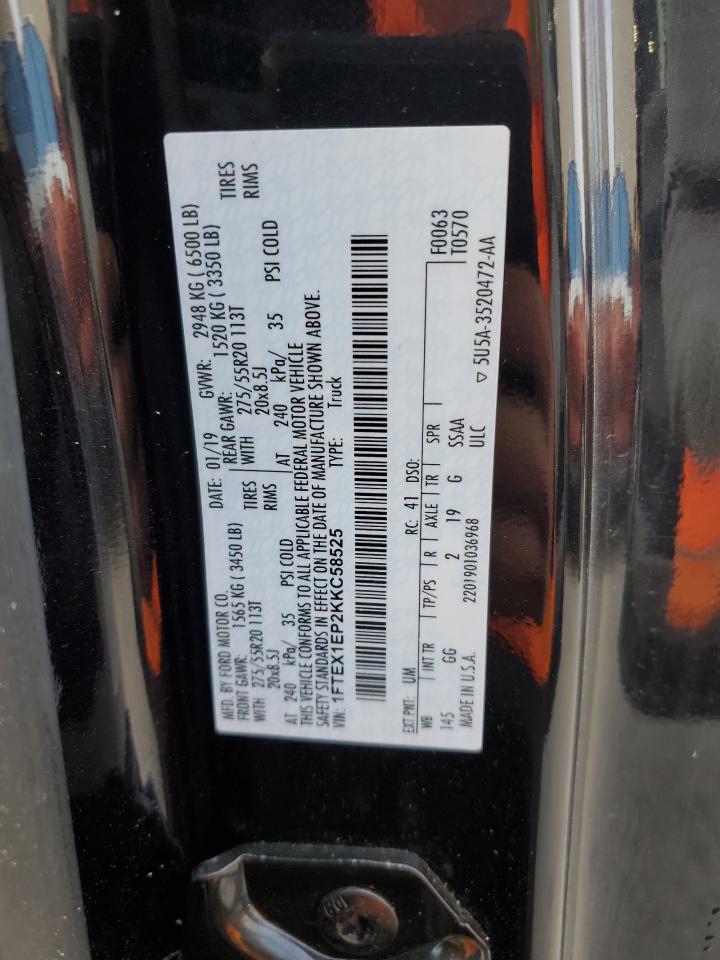 MFD. BY FORD MOTOR CO.
DATE: 01/19 GVWR: 2948 KG ( 6500 LB)
FRONT GAWR: 1565 KG ( 3450 LB)
REAR GAWR: 1520 KG ( 3350 LB)
WITH 275/55R20 113T TIRES
WITH 275/55R20 113T TIRES
20x8.5J RIMS
20x8.5J RIMS
AT 240 kPa/ 35 PSI COLD
AT 240 kPa/ 35 PSI COLD
THIS VEHICLE CONFORMS TO ALL APPLICABLE FEDERAL MOTOR VEHICLE
SAFETY STANDARDS IN EFFECT ON THE DATE OF MANUFACTURE SHOWN ABOVE.
VIN: 1FTEX1EP2KKC58525 TYPE: Truck
EXT PNT: UM RC: 41 DSO: F0063
WB INT TR TP/PS R AXLE TR SPR T0570
145 GG 2 19 G SSAA
MADE IN U.S.A. 2201901036968 ULC
▽ 5U5A-3520472-AA